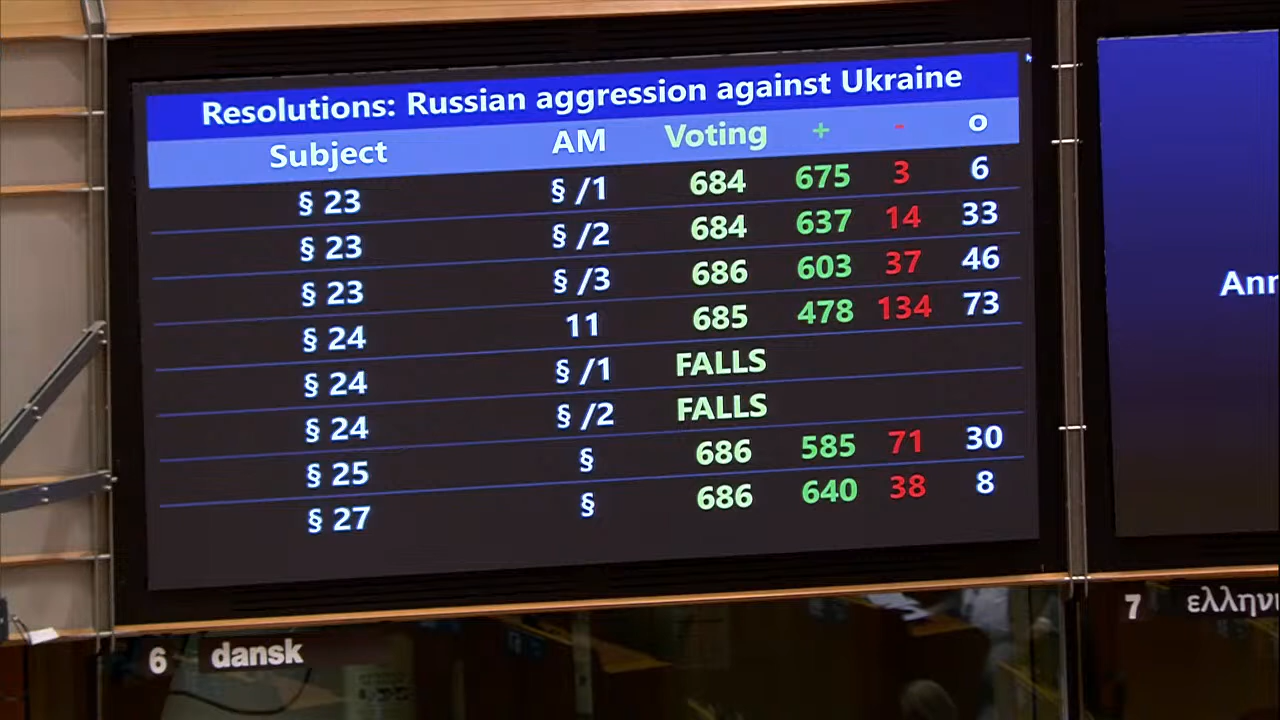 Resolutions: Russian aggression against Ukraine
Subject AM Voting + - o
§ 23 § /1 684 675 3 6
§ 23 § /2 684 637 14 33
§ 23 § /3 686 603 37 46
§ 24 11 685 478 134 73
§ 24 § /1 FALLS
§ 24 § /2 FALLS
§ 25 § 686 585 71 30
§ 27 § 686 640 38 8
Ann
6 dansk
7 ελλην